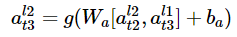 $a_{t3}^{l2} = g(W_a[a_{t2}^{l2}, a_{t3}^{l1}] + b_a)$